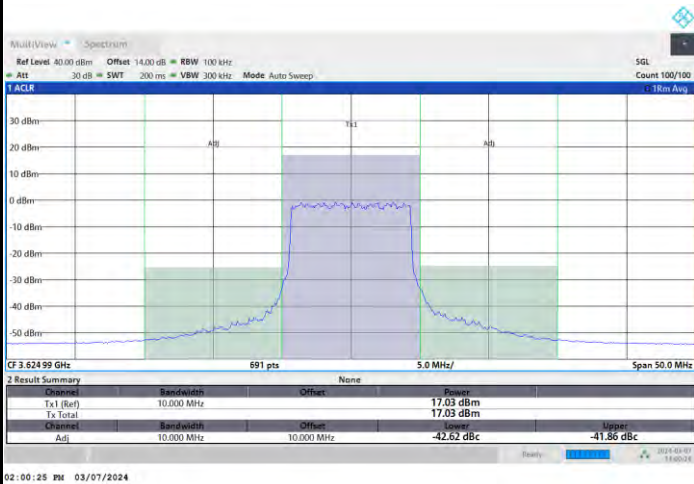 MultiView Spectrum
Ref Level 40.00 dBm Offset 14.00 dB RBW 100 kHz SGL
Att 30 dB SWT 200 ms VBW 300 kHz Mode Auto Sweep Count 100/100
1 ACLR 1Rm Avg
30 dBm
Tx1
20 dBm
Adj Adj
10 dBm
0 dBm
-10 dBm
-20 dBm
-30 dBm
-40 dBm
-50 dBm
CF 3.62499 GHz 691 pts 5.0 MHz/ Span 50.0 MHz
2 Result Summary None
Channel Bandwidth Offset Power
Tx1 (Ref) 10.000 MHz 17.03 dBm
Tx Total 17.03 dBm
Channel Bandwidth Offset Lower Upper
Adj 10.000 MHz 10.000 MHz -42.62 dBc -41.86 dBc
Ready
02:00:25 PM 03/07/2024